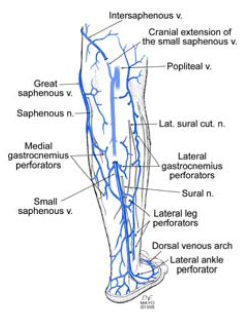 Intersaphenous v.
Cranial extension of
the small saphenous v.
Popliteal v.
Great
saphenous v.
Saphenous n.
Lat. sural cut. n.
Medial
gastrocnemius
perforators
Lateral
gastrocnemius
perforators
Small
saphenous v.
Sural n.
Lateral leg
perforators
Dorsal venous arch
Lateral ankle
perforator
MAYO